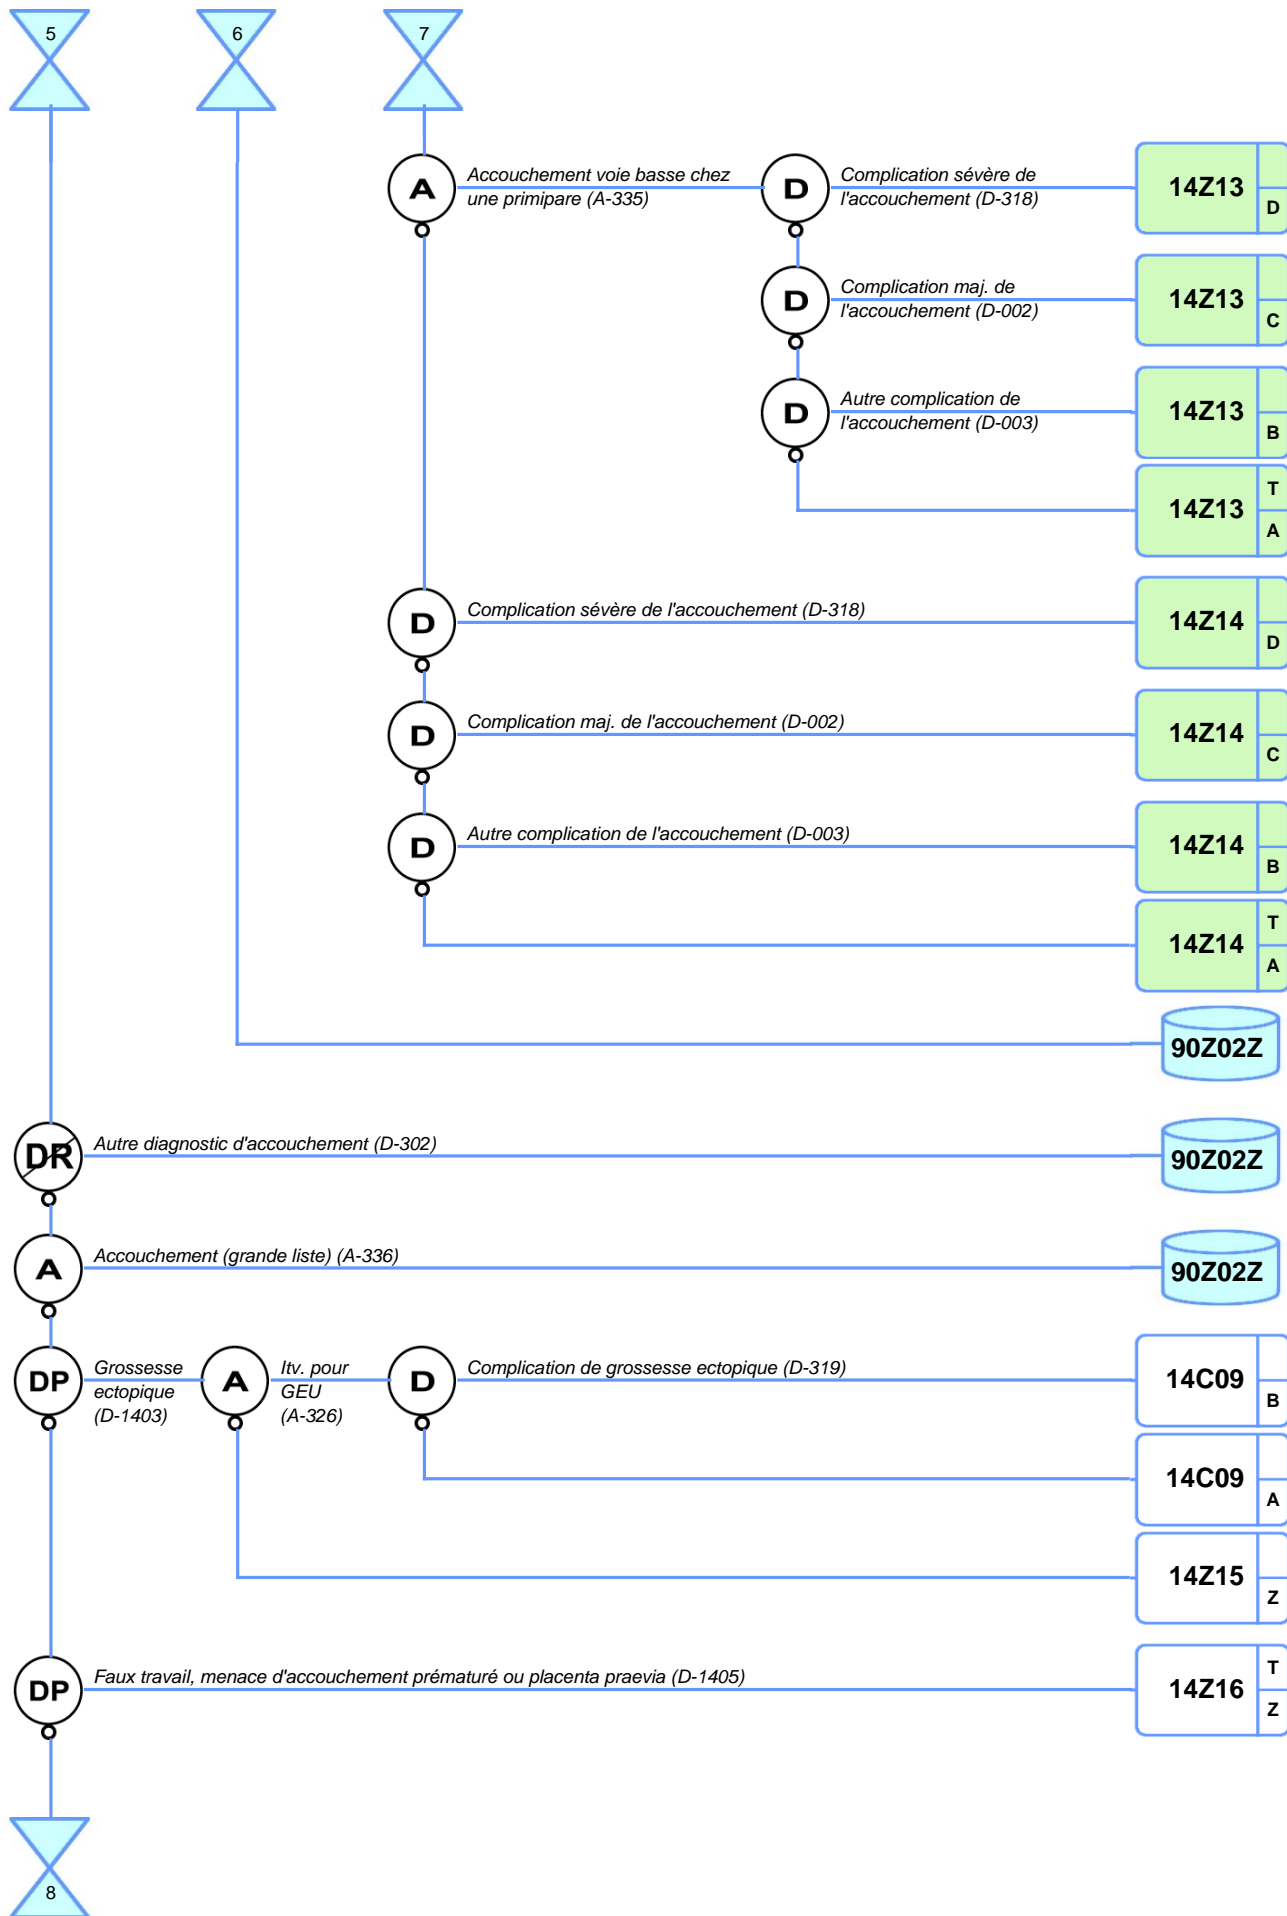 5
6
7
A
Accouchement voie basse chez
une primipare (A-335)
D
Complication sévère de
l'accouchement (D-318)
14Z13
D
D
Complication maj. de
l'accouchement (D-002)
14Z13
C
D
Autre complication de
l'accouchement (D-003)
14Z13
B
14Z13
T
A
D
Complication sévère de l'accouchement (D-318)
14Z14
D
D
Complication maj. de l'accouchement (D-002)
14Z14
C
D
Autre complication de l'accouchement (D-003)
14Z14
B
14Z14
T
A
90Z02Z
DR
Autre diagnostic d'accouchement (D-302)
90Z02Z
A
Accouchement (grande liste) (A-336)
90Z02Z
DP
Grossesse
ectopique
(D-1403)
A
Itv. pour
GEU
(A-326)
D
Complication de grossesse ectopique (D-319)
14C09
B
14C09
A
14Z15
Z
DP
Faux travail, menace d'accouchement prématuré ou placenta praevia (D-1405)
14Z16
T
Z
8